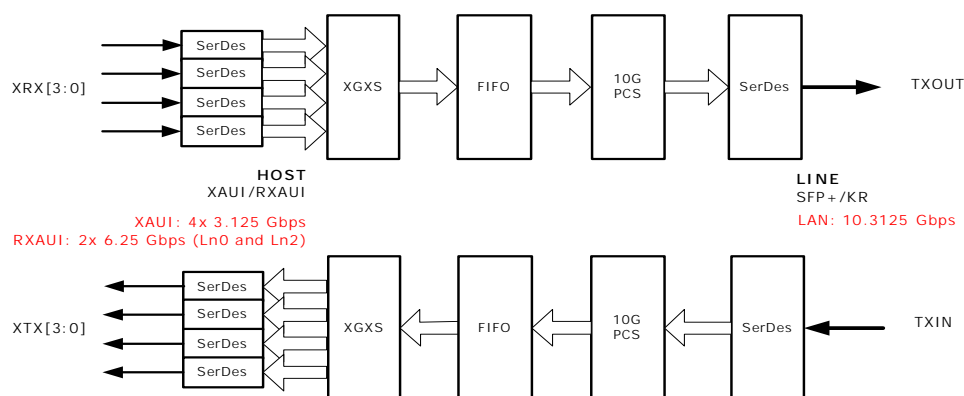 SerDes
SerDes
SerDes
SerDes
XRX[3:0]
XGXS
FIFO
10G
PCS
SerDes
TXOUT
HOST
XAUI/RXAUI
XAUI: 4x 3.125 Gbps
RXAUI: 2x 6.25 Gbps (Ln0 and Ln2)
LINE
SFP+/KR
LAN: 10.3125 Gbps
SerDes
SerDes
SerDes
SerDes
XTX[3:0]
XGXS
FIFO
10G
PCS
SerDes
TXIN